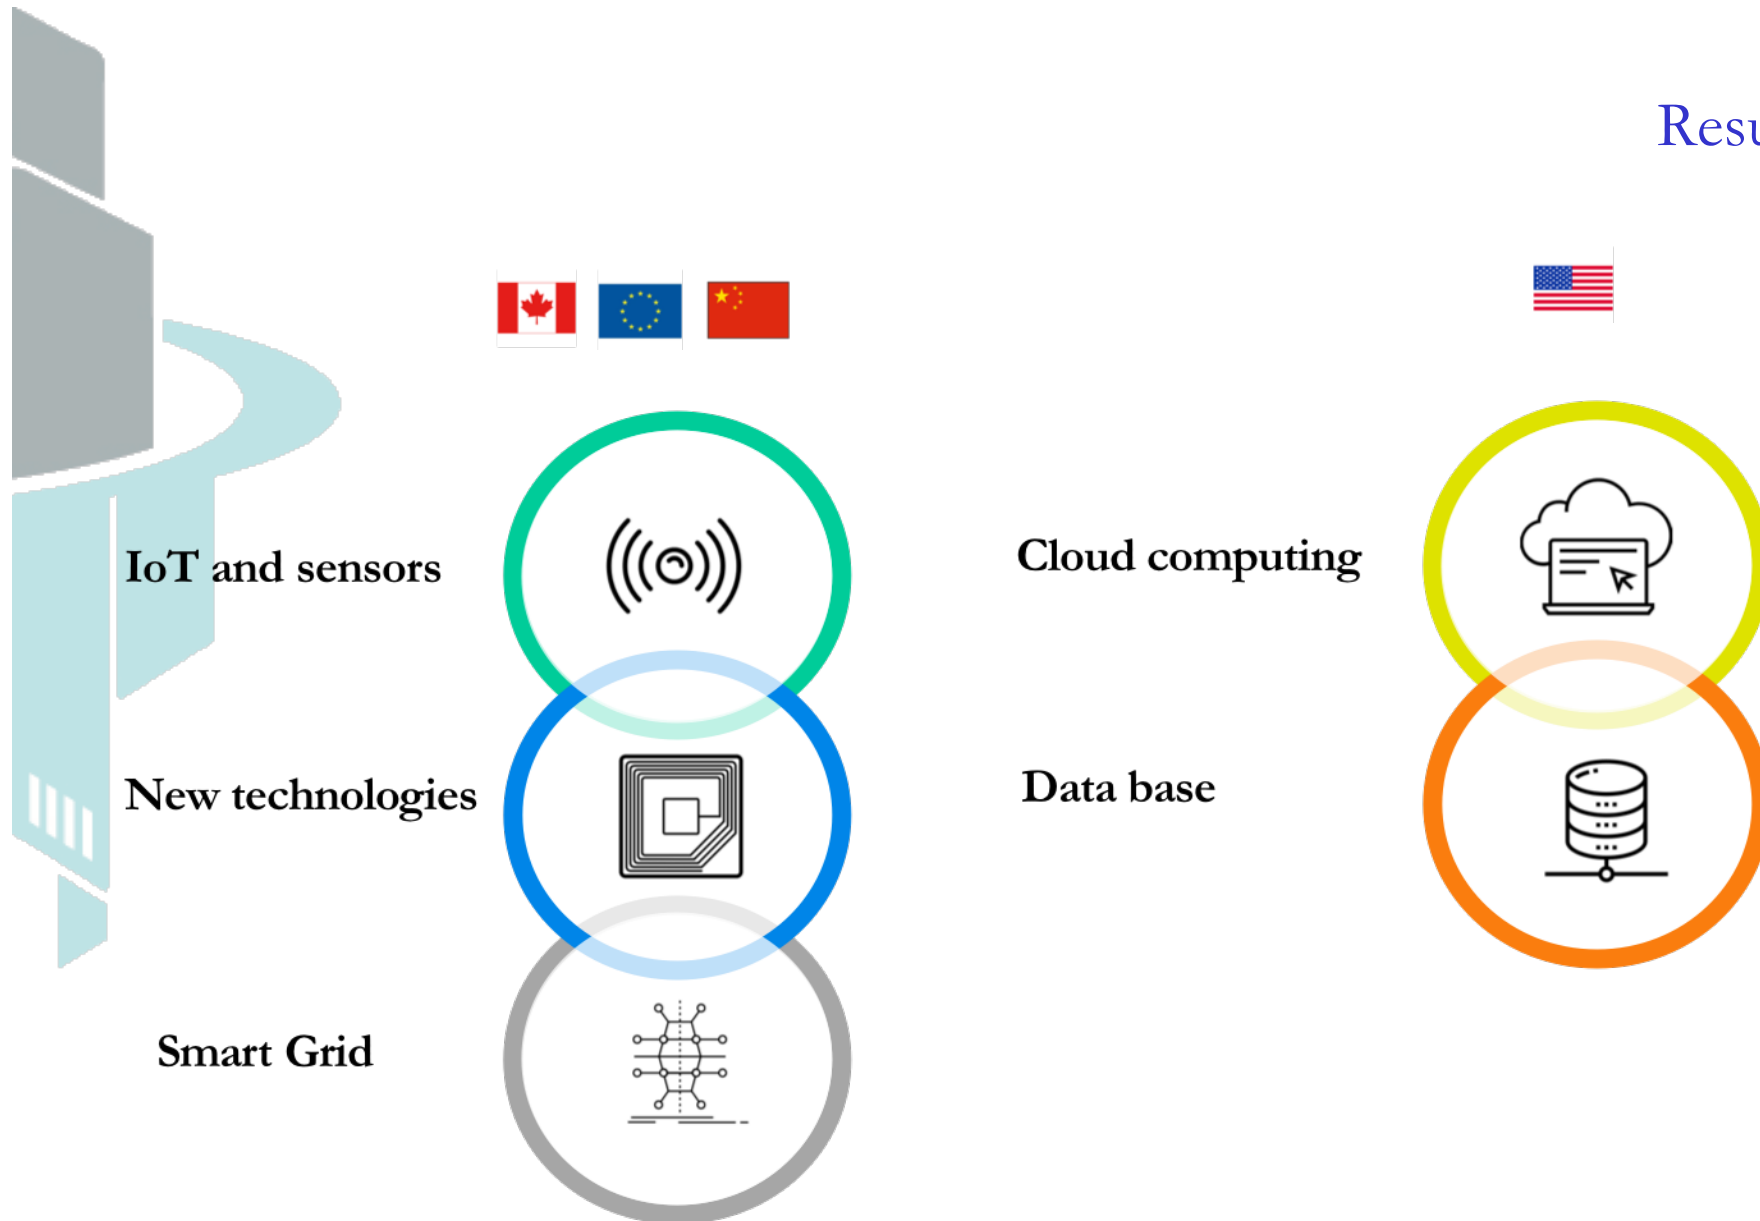 Resu
IoT and sensors
New technologies
Smart Grid
Cloud computing
Data base